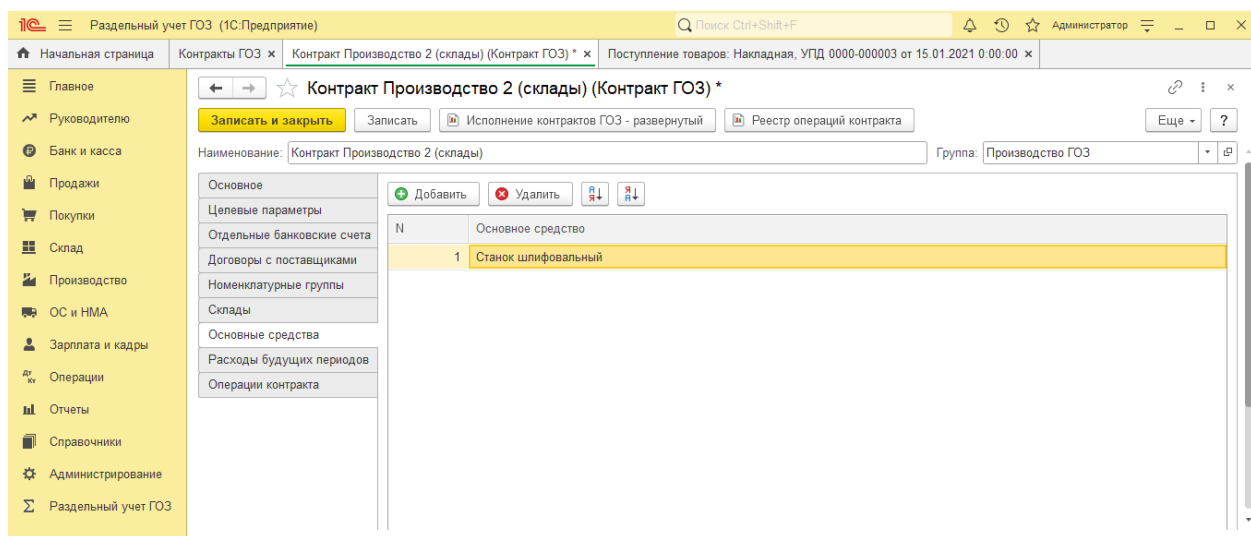 1С Раздельный учет ГОЗ (1С:Предприятие) Поиск Ctrl+Shift+F Администратор
Начальная страница Контракты ГОЗ × Контракт Производство 2 (склады) (Контракт ГОЗ) * × Поступление товаров: Накладная, УПД 0000-000003 от 15.01.2021 0:00:00 ×
Главное
Руководителю
Банк и касса
Продажи
Покупки
Склад
Производство
ОС и НМА
Зарплата и кадры
Дт Кт Операции
Отчеты
Справочники
Администрирование
Σ Раздельный учет ГОЗ
Контракт Производство 2 (склады) (Контракт ГОЗ) *
Записать и закрыть Записать Исполнение контрактов ГОЗ - развернутый Реестр операций контракта Еще ?
Наименование: Контракт Производство 2 (склады) Группа: Производство ГОЗ
Основное
Целевые параметры
Отдельные банковские счета
Договоры с поставщиками
Номенклатурные группы
Склады
Основные средства
Расходы будущих периодов
Операции контракта
Добавить Удалить А Я Я А
N Основное средство
1 Станок шлифовальный